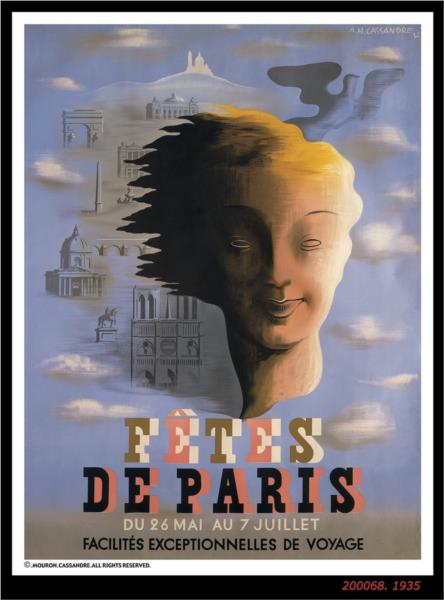 A.M.CASSANDRE
FÊTES
DE PARIS
DU 26 MAI AU 7 JUILLET
FACILITÉS EXCEPTIONNELLES DE VOYAGE
©.MOURON.CASSANDRE.ALL RIGHTS RESERVED.
200068. 1935